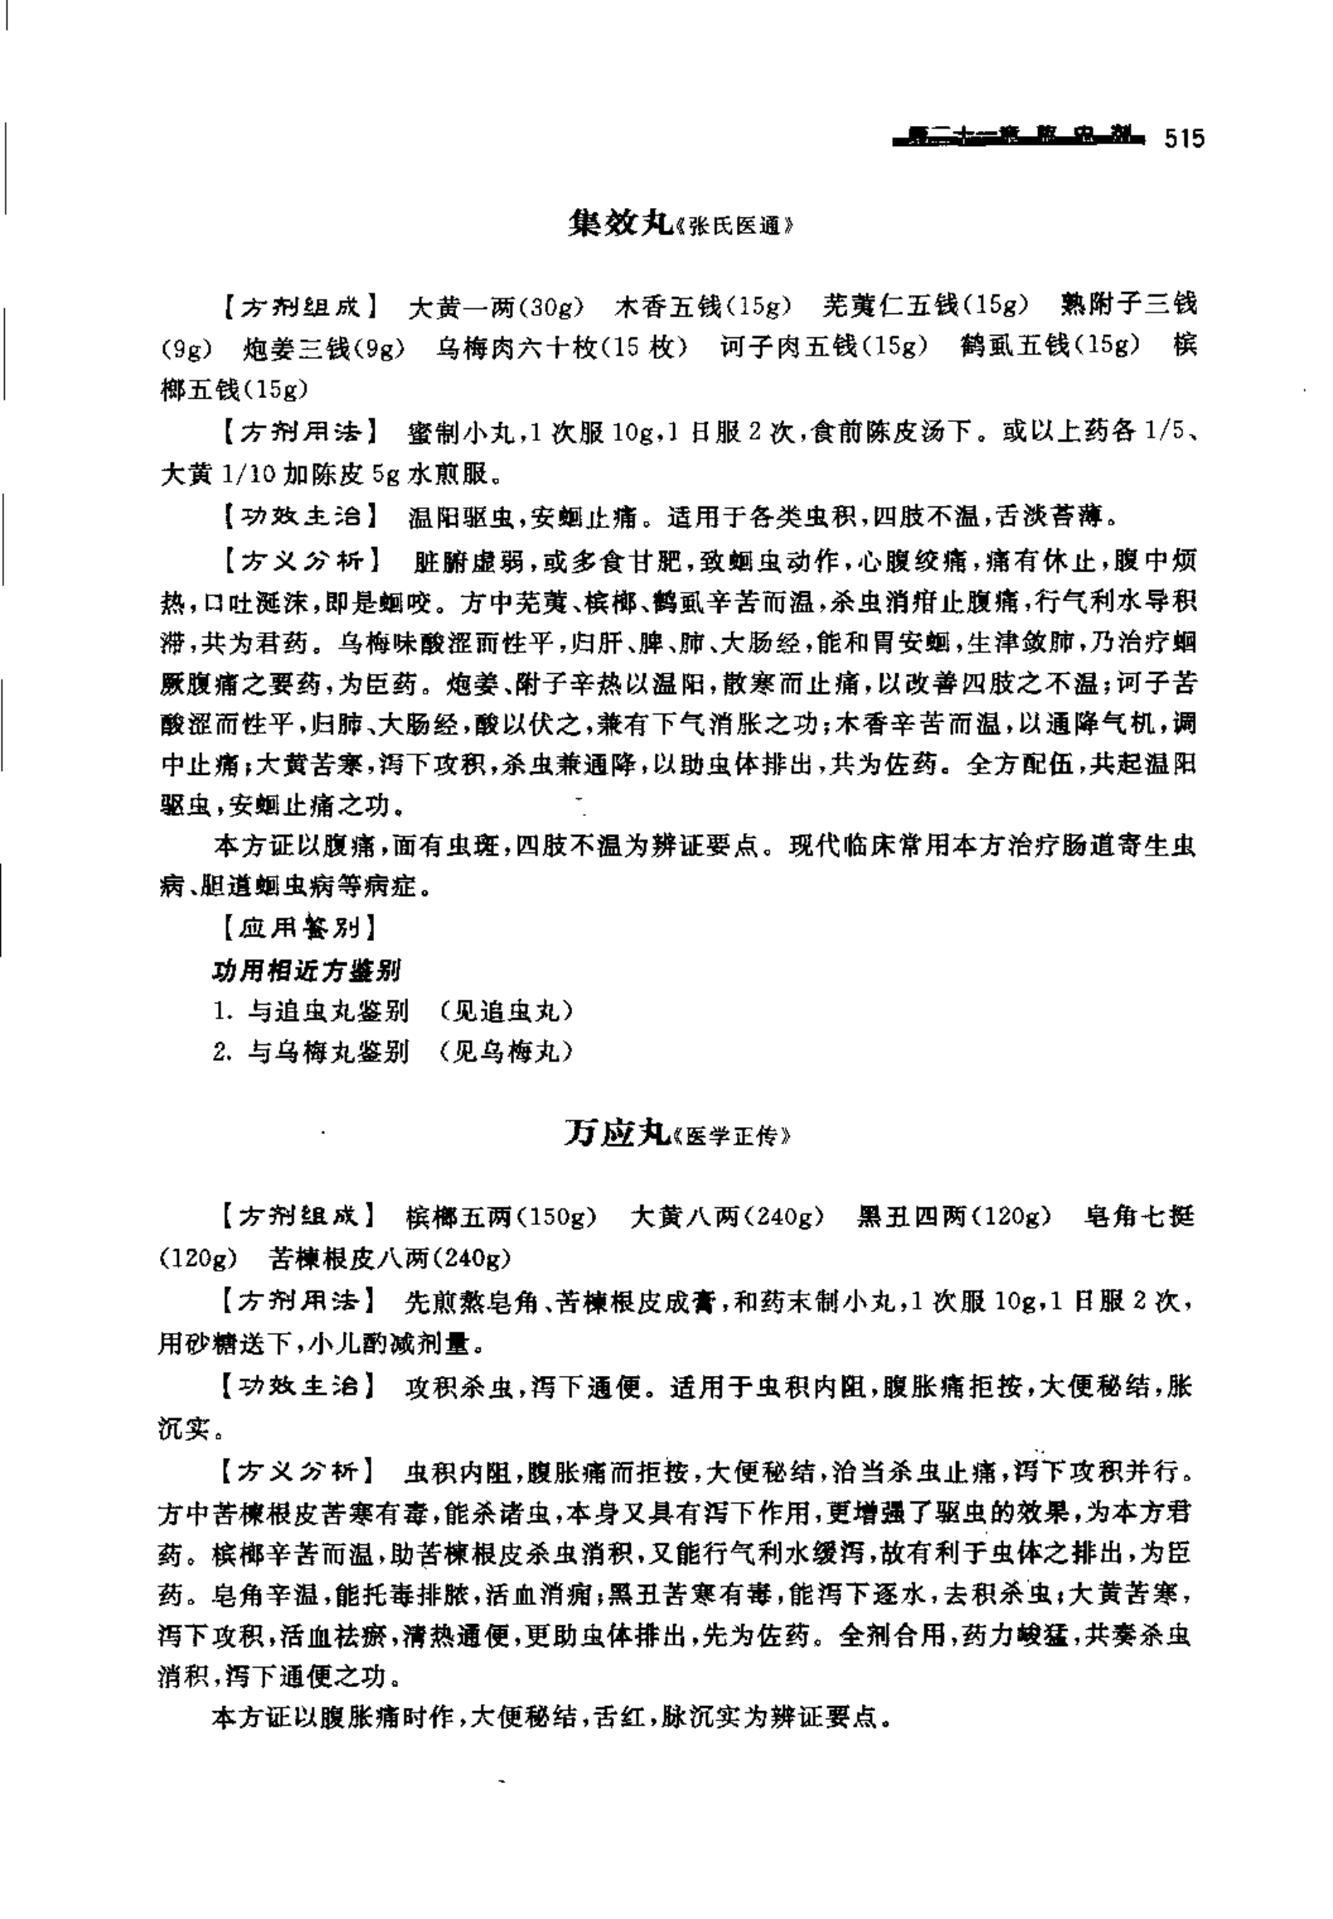 第二十一章 驱虫剂 515
集效丸《张氏医通》
【方剂组成】 大黄一两(30g) 木香五钱(15g) 芜荑仁五钱(15g) 熟附子三钱
(9g) 炮姜三钱(9g) 乌梅肉六十枚(15枚) 诃子肉五钱(15g) 鹤虱五钱(15g) 槟
榔五钱(15g)
【方剂用法】 蜜制小丸,1次服10g,1日服2次,食前陈皮汤下。或以上药各1/5、
大黄1/10加陈皮5g水煎服。
【功效主治】 温阳驱虫,安蛔止痛。适用于各类虫积,四肢不温,舌淡苔薄。
【方义分析】 脏腑虚弱,或多食甘肥,致蛔虫动作,心腹绞痛,痛有休止,腹中烦
热,口吐涎沫,即是蛔咬。方中芜荑、槟榔、鹤虱辛苦而温,杀虫消疳止腹痛,行气利水导积
滞,共为君药。乌梅味酸涩而性平,归肝、脾、肺、大肠经,能和胃安蛔,生津敛肺,乃治疗蛔
厥腹痛之要药,为臣药。炮姜、附子辛热以温阳,散寒而止痛,以改善四肢之不温;诃子苦
酸涩而性平,归肺、大肠经,酸以伏之,兼有下气消胀之功;木香辛苦而温,以通降气机,调
中止痛;大黄苦寒,泻下攻积,杀虫兼通降,以助虫体排出,共为佐药。全方配伍,共起温阳
驱虫,安蛔止痛之功。
本方证以腹痛,面有虫斑,四肢不温为辨证要点。现代临床常用本方治疗肠道寄生虫
病、胆道蛔虫病等病症。
【应用鉴别】
功用相近方鉴别
1. 与追虫丸鉴别 （见追虫丸）
2. 与乌梅丸鉴别 （见乌梅丸）
万应丸《医学正传》
【方剂组成】 槟榔五两(150g) 大黄八两(240g) 黑丑四两(120g) 皂角七挺
(120g) 苦楝根皮八两(240g)
【方剂用法】 先煎熬皂角、苦楝根皮成膏,和药末制小丸,1次服10g,1日服2次,
用砂糖送下,小儿酌减剂量。
【功效主治】 攻积杀虫,泻下通便。适用于虫积内阻,腹胀痛拒按,大便秘结,胀
沉实。
【方义分析】 虫积内阻,腹胀痛而拒按,大便秘结,治当杀虫止痛,泻下攻积并行。
方中苦楝根皮苦寒有毒,能杀诸虫,本身又具有泻下作用,更增强了驱虫的效果,为本方君
药。槟榔辛苦而温,助苦楝根皮杀虫消积,又能行气利水缓泻,故有利于虫体之排出,为臣
药。皂角辛温,能托毒排脓,活血消痈;黑丑苦寒有毒,能泻下逐水,去积杀虫;大黄苦寒,
泻下攻积,活血祛瘀,清热通便,更助虫体排出,先为佐药。全剂合用,药力峻猛,共奏杀虫
消积,泻下通便之功。
本方证以腹胀痛时作,大便秘结,舌红,脉沉实为辨证要点。